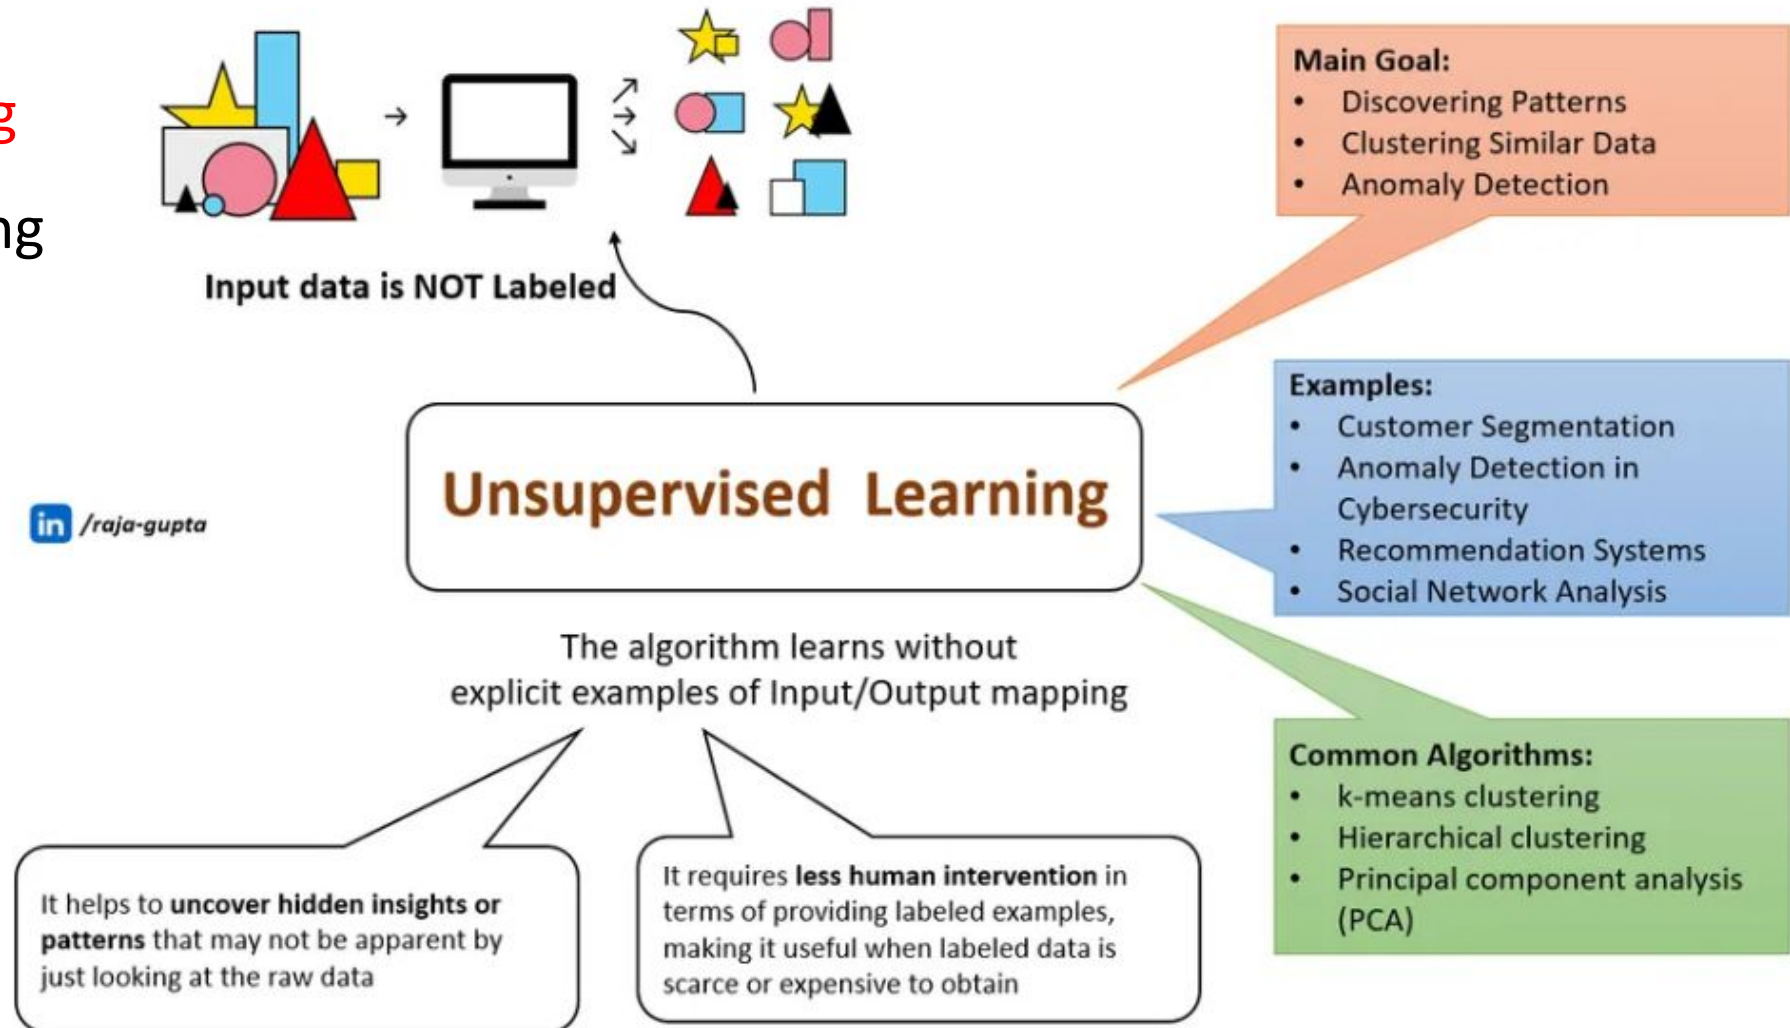 g
ng
Input data is NOT Labeled
Main Goal:
• Discovering Patterns
• Clustering Similar Data
• Anomaly Detection
Unsupervised Learning
in /raja-gupta
Examples:
• Customer Segmentation
• Anomaly Detection in
Cybersecurity
• Recommendation Systems
• Social Network Analysis
The algorithm learns without
explicit examples of Input/Output mapping
Common Algorithms:
• k-means clustering
• Hierarchical clustering
• Principal component analysis
(PCA)
It helps to uncover hidden insights or
patterns that may not be apparent by
just looking at the raw data
It requires less human intervention in
terms of providing labeled examples,
making it useful when labeled data is
scarce or expensive to obtain